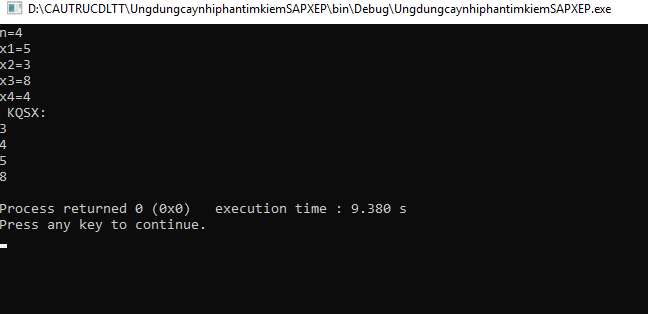 D:\CAUTRUCDLTT\UngdungcaynhiphantimkiemSAPXEP\bin\Debug\UngdungcaynhiphantimkiemSAPXEP.exe
n=4
x1=5
x2=3
x3=8
x4=4
 KQSX:
3
4
5
8
Process returned 0 (0x0)   execution time : 9.380 s
Press any key to continue.